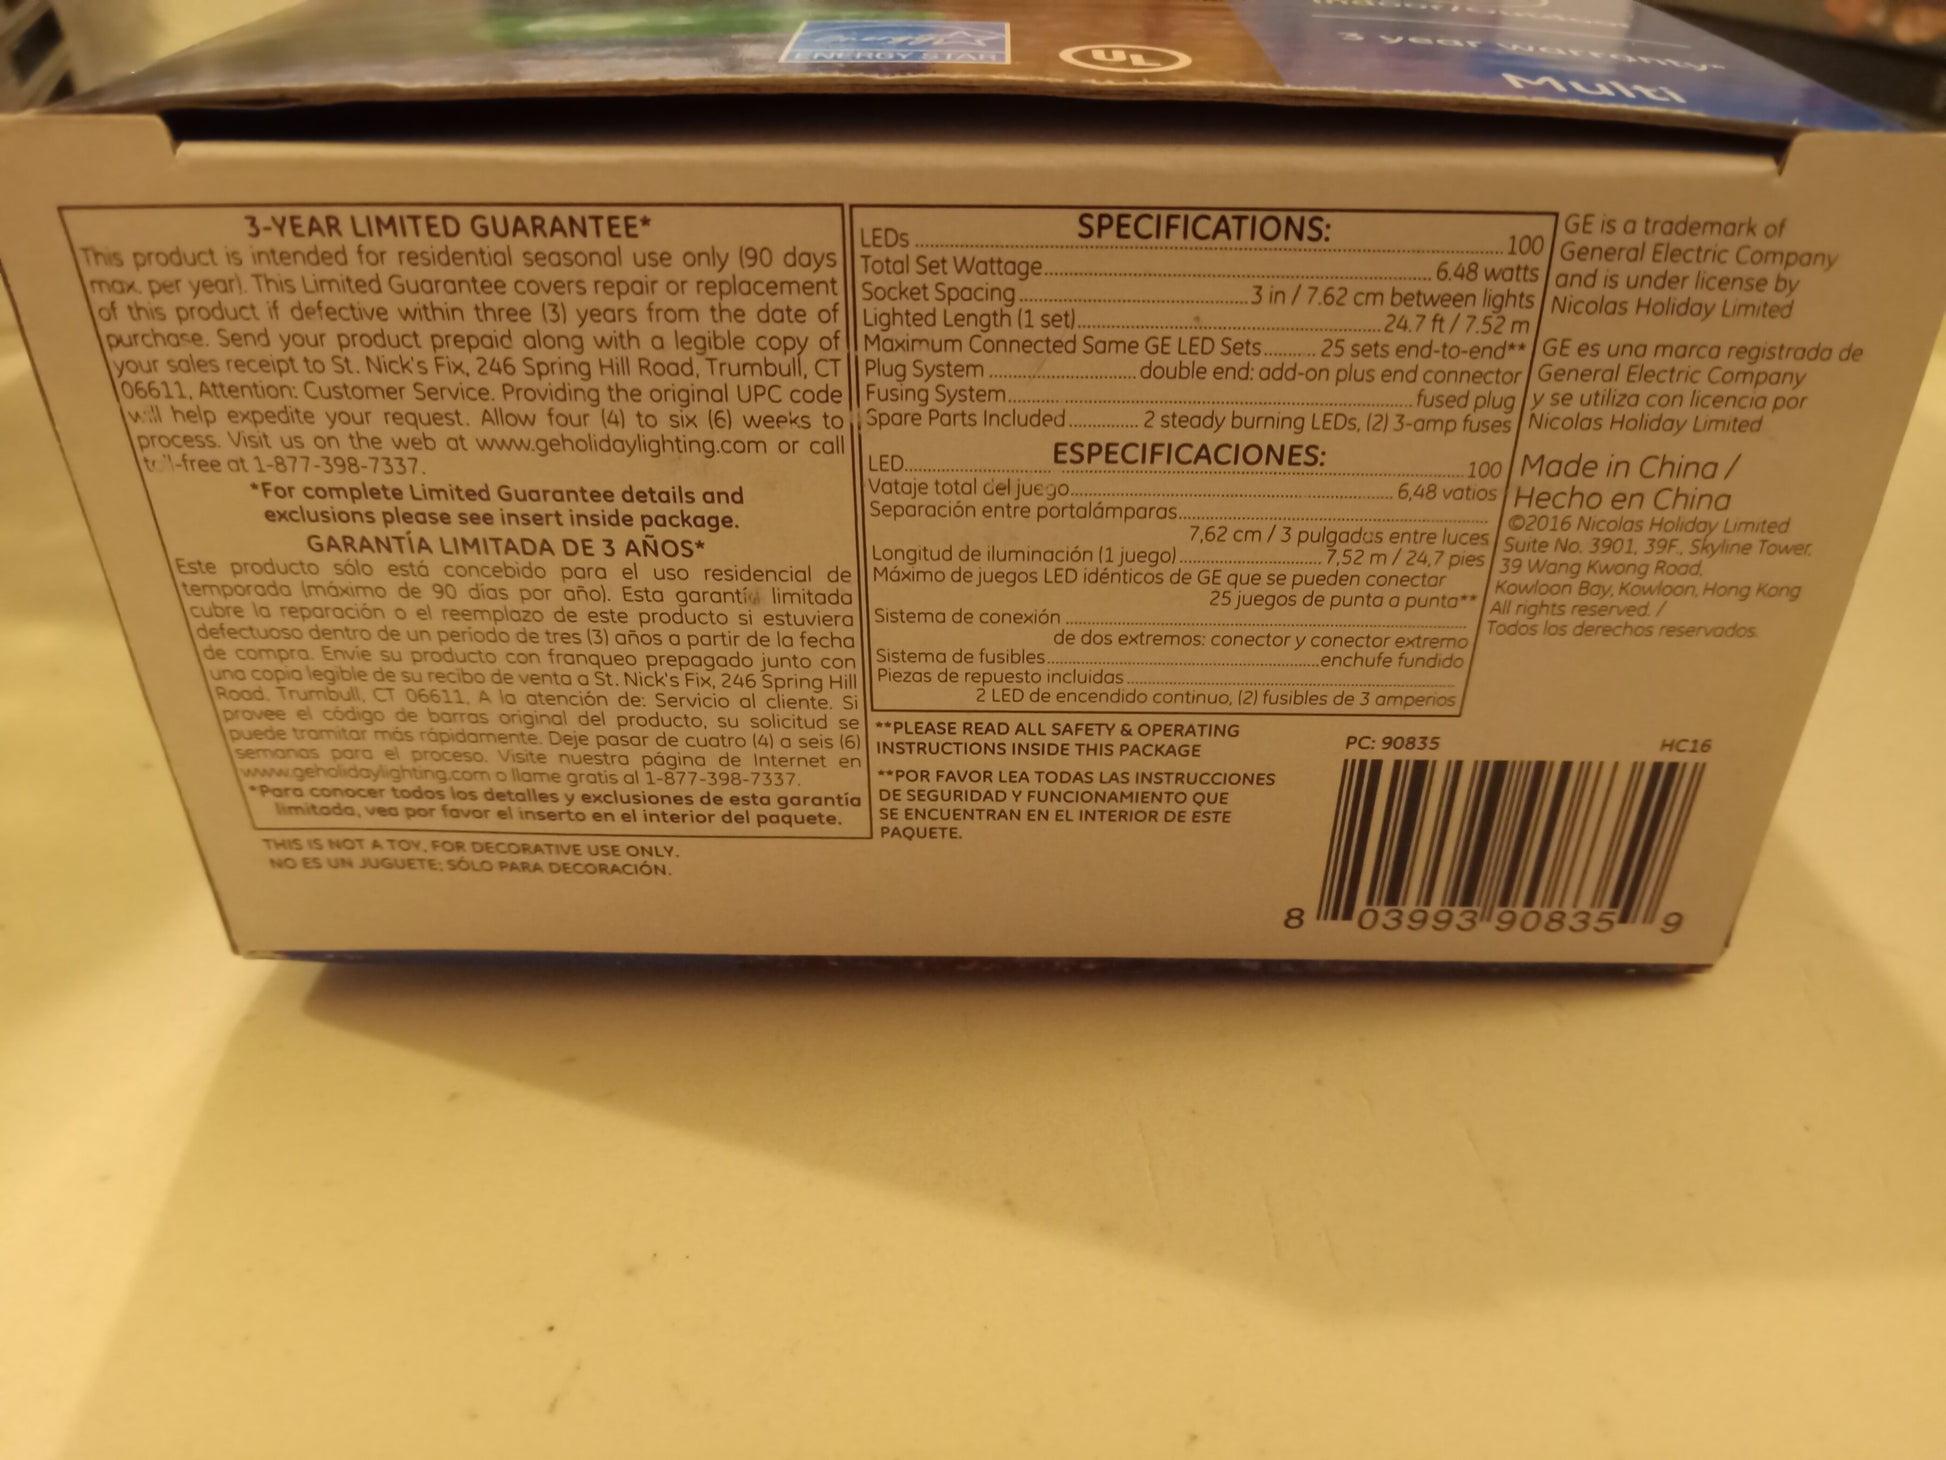 ENERGY STAR
UL
3 year warranty*
Multi
3-YEAR LIMITED GUARANTEE*
This product is intended for residential seasonal use only (90 days
max. per year). This Limited Guarantee covers repair or replacement
of this product if defective within three (3) years from the date of
purchase. Send your product prepaid along with a legible copy of
your sales receipt to St. Nick's Fix, 246 Spring Hill Road, Trumbull, CT
06611, Attention: Customer Service. Providing the original UPC code
will help expedite your request. Allow four (4) to six (6) weeks to
process. Visit us on the web at www.geholidaylighting.com or call
toll-free at 1-877-398-7337.
*For complete Limited Guarantee details and
exclusions please see insert inside package.
GARANTÍA LIMITADA DE 3 AÑOS*
Este producto sólo está concebido para el uso residencial de
temporada (máximo de 90 días por año). Esta garantía limitada
cubre la reparación o el reemplazo de este producto si estuviera
defectuoso dentro de un período de tres (3) años a partir de la fecha
de compra. Envíe su producto con franqueo prepagado junto con
una copia legible de su recibo de venta a St. Nick's Fix, 246 Spring Hill
Road, Trumbull, CT 06611, A la atención de: Servicio al cliente. Si
provee el código de barras original del producto, su solicitud se
puede tramitar más rápidamente. Deje pasar de cuatro (4) a seis (6)
semanas para el proceso. Visite nuestra página de Internet en
www.geholidaylighting.com o llame gratis al 1-877-398-7337.
*Para conocer todos los detalles y exclusiones de esta garantía
limitada, vea por favor el inserto en el interior del paquete.
THIS IS NOT A TOY, FOR DECORATIVE USE ONLY.
NO ES UN JUGUETE; SÓLO PARA DECORACIÓN.
SPECIFICATIONS:
LEDs ........ 100
Total Set Wattage........ 6.48 watts
Socket Spacing........ 3 in / 7.62 cm between lights
Lighted Length (1 set)........ 24.7 ft / 7.52 m
Maximum Connected Same GE LED Sets........ 25 sets end-to-end**
Plug System ........ double end: add-on plus end connector
Fusing System........ fused plug
Spare Parts Included........ 2 steady burning LEDs, (2) 3-amp fuses
ESPECIFICACIONES:
LED........ 100
Vataje total del juego........ 6,48 vatios
Separación entre portalámparas........
7,62 cm / 3 pulgadas entre luces
Longitud de iluminación (1 juego)........ 7,52 m / 24,7 pies
Máximo de juegos LED idénticos de GE que se pueden conectar
25 juegos de punta a punta**
Sistema de conexión ........
de dos extremos: conector y conector extremo
Sistema de fusibles........ enchufe fundido
Piezas de repuesto incluidas........
2 LED de encendido continuo, (2) fusibles de 3 amperios
**PLEASE READ ALL SAFETY & OPERATING
INSTRUCTIONS INSIDE THIS PACKAGE
**POR FAVOR LEA TODAS LAS INSTRUCCIONES
DE SEGURIDAD Y FUNCIONAMIENTO QUE
SE ENCUENTRAN EN EL INTERIOR DE ESTE
PAQUETE.
GE is a trademark of
General Electric Company
and is under license by
Nicolas Holiday Limited
GE es una marca registrada de
General Electric Company
y se utiliza con licencia por
Nicolas Holiday Limited
Made in China /
Hecho en China
©2016 Nicolas Holiday Limited
Suite No. 3901, 39F., Skyline Tower,
39 Wang Kwong Road,
Kowloon Bay, Kowloon, Hong Kong
All rights reserved. /
Todos los derechos reservados.
PC: 90835
HC16
8 03993 90835 9